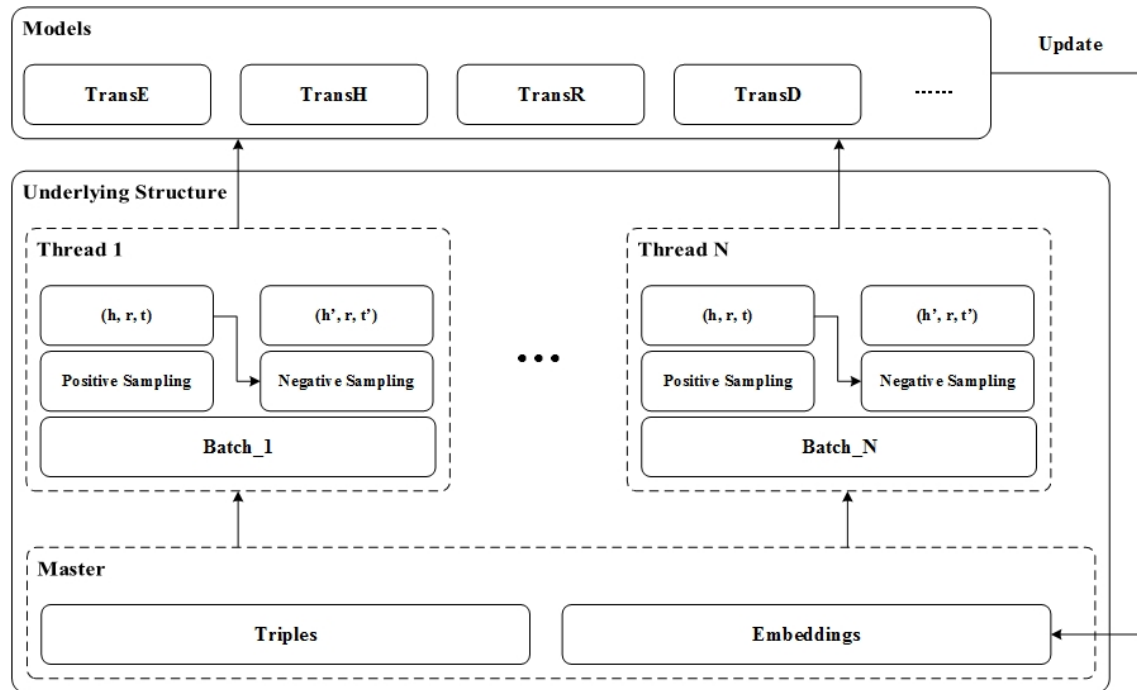 Models
Update
TransE
TransH
TransR
TransD
......
Underlying Structure
Thread 1
(h, r, t)
(h’, r, t’)
Positive Sampling
Negative Sampling
Batch_1
...
Thread N
(h, r, t)
(h’, r, t’)
Positive Sampling
Negative Sampling
Batch_N
Master
Triples
Embeddings